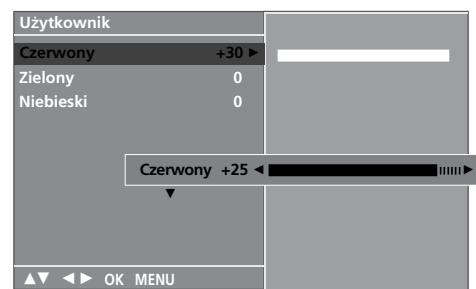 Użytkownik
Czerwony +30 ►
Zielony 0
Niebieski 0
Czerwony +25 ◄ ►
▼
▲▼ ◄► OK MENU